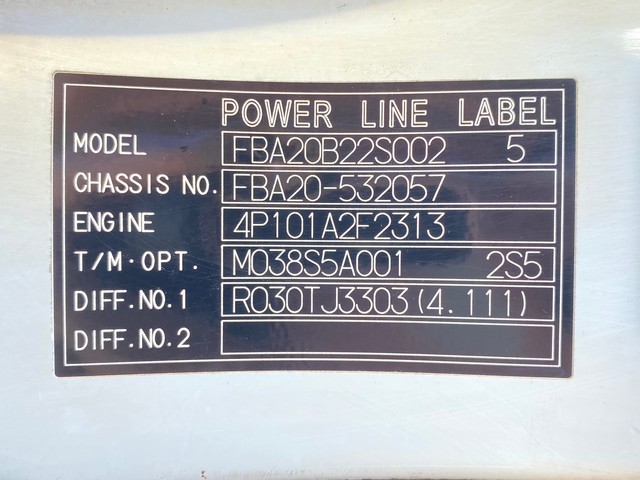 POWER LINE LABEL
MODEL FBA20B22S002 5
CHASSIS NO. FBA20-532057
ENGINE 4P101A2F2313
T/M·OPT. M038S5A001 2S5
DIFF.NO.1 R030TJ3303(4.111)
DIFF.NO.2